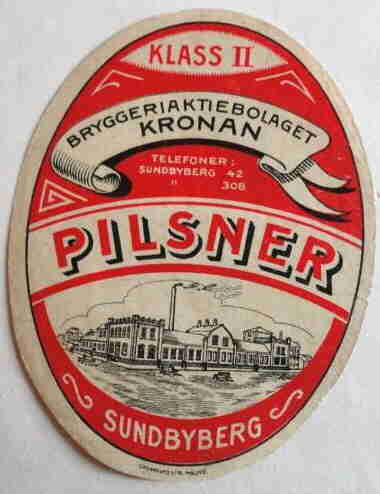 KLASS II
BRYGGERIAKTIEBOLAGET
KRONAN
TELEFONER:
SUNDBYBERG 42
" 308
PILSNER
SUNDBYBERG